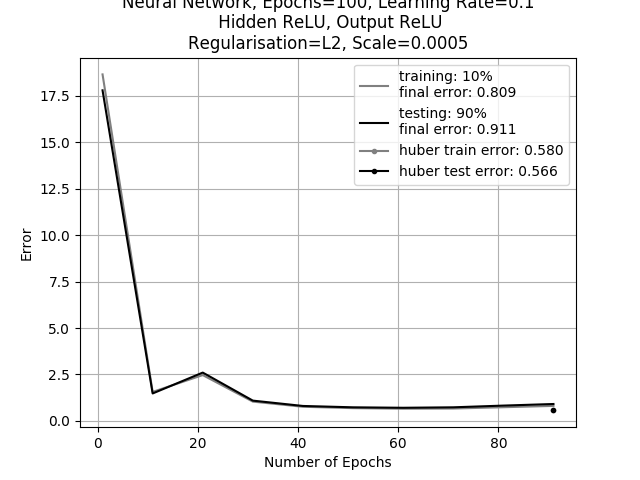 Neural Network, Epochs=100, Learning Rate=0.1
Hidden ReLU, Output ReLU
Regularisation=L2, Scale=0.0005
training: 10%
final error: 0.809
testing: 90%
final error: 0.911
huber train error: 0.580
huber test error: 0.566
17.5
15.0
12.5
10.0
7.5
5.0
2.5
0.0
Error
0 20 40 60 80
Number of Epochs